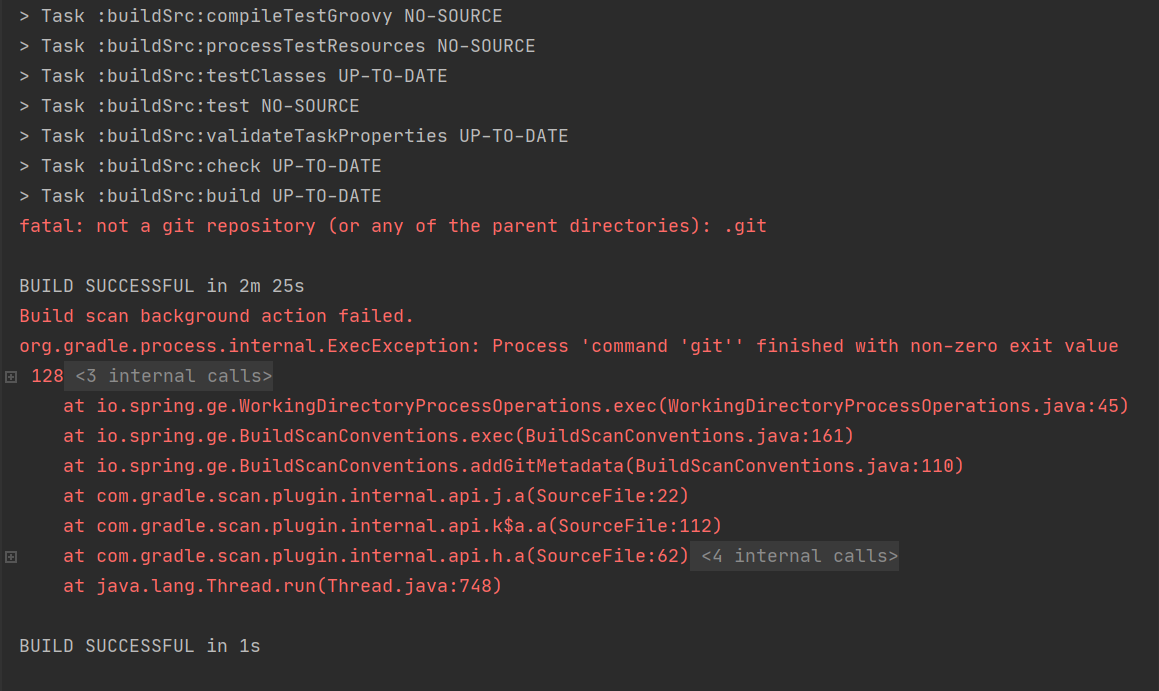 > Task :buildSrc:compileTestGroovy NO-SOURCE
> Task :buildSrc:processTestResources NO-SOURCE
> Task :buildSrc:testClasses UP-TO-DATE
> Task :buildSrc:test NO-SOURCE
> Task :buildSrc:validateTaskProperties UP-TO-DATE
> Task :buildSrc:check UP-TO-DATE
> Task :buildSrc:build UP-TO-DATE
fatal: not a git repository (or any of the parent directories): .git
BUILD SUCCESSFUL in 2m 25s
Build scan background action failed.
org.gradle.process.internal.ExecException: Process 'command 'git'' finished with non-zero exit value
128 <3 internal calls>
at io.spring.ge.WorkingDirectoryProcessOperations.exec(WorkingDirectoryProcessOperations.java:45)
at io.spring.ge.BuildScanConventions.exec(BuildScanConventions.java:161)
at io.spring.ge.BuildScanConventions.addGitMetadata(BuildScanConventions.java:110)
at com.gradle.scan.plugin.internal.api.j.a(SourceFile:22)
at com.gradle.scan.plugin.internal.api.k$a.a(SourceFile:112)
at com.gradle.scan.plugin.internal.api.h.a(SourceFile:62) <4 internal calls>
at java.lang.Thread.run(Thread.java:748)
BUILD SUCCESSFUL in 1s